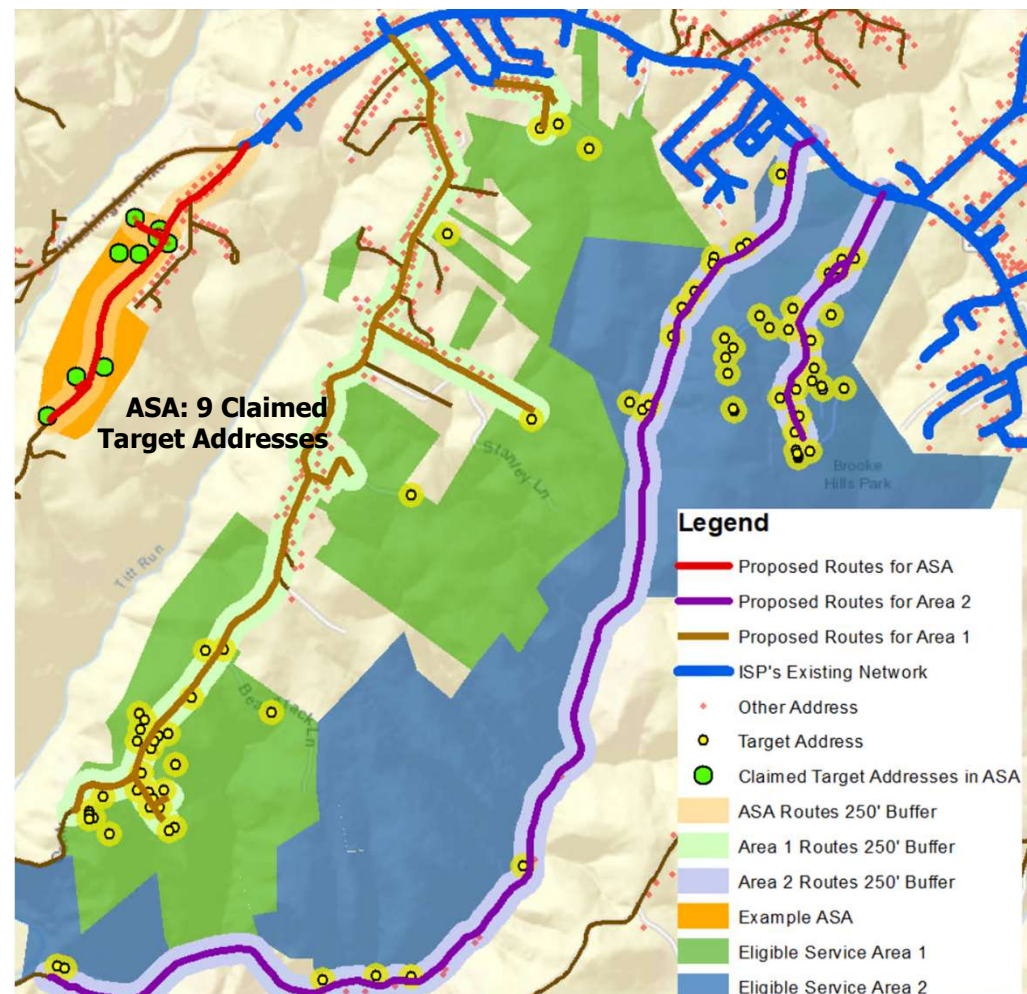 Washington Pike
ASA: 9 Claimed
Target Addresses
Stanley Ln
Titt Run
Brooke
Hills Park
Legend
Proposed Routes for ASA
Proposed Routes for Area 2
Proposed Routes for Area 1
ISP's Existing Network
Other Address
Target Address
Claimed Target Addresses in ASA
ASA Routes 250' Buffer
Area 1 Routes 250' Buffer
Area 2 Routes 250' Buffer
Example ASA
Eligible Service Area 1
Eligible Service Area 2